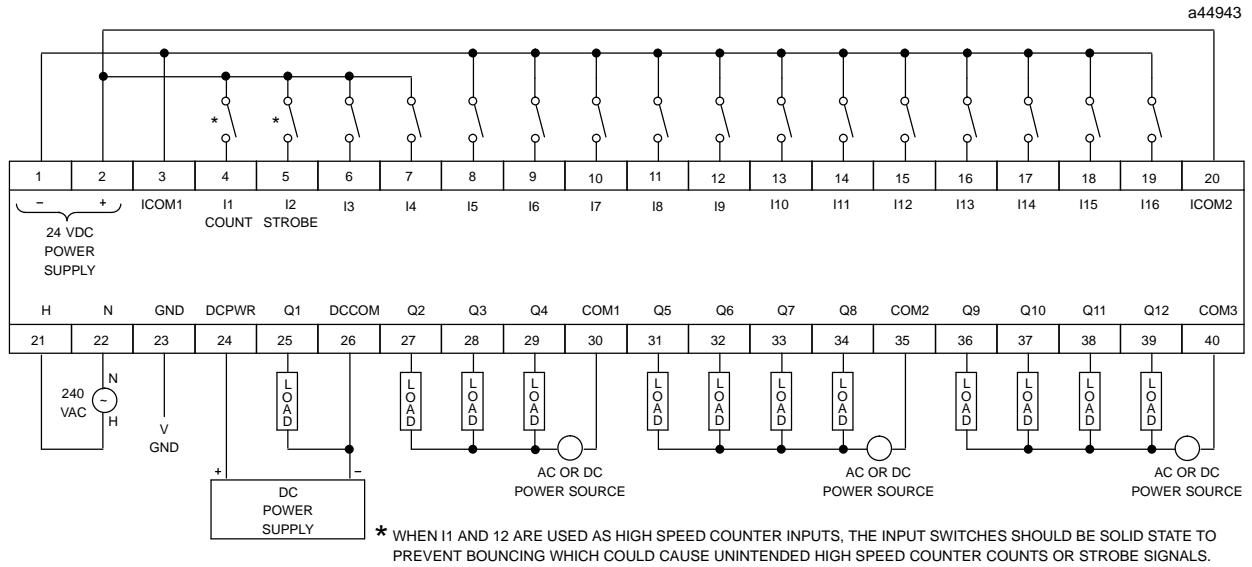 a44943
* *
1 2 3 4 5 6 7 8 9 10 11 12 13 14 15 16 17 18 19 20
– + ICOM1 I1 I2 I3 I4 I5 I6 I7 I8 I9 I10 I11 I12 I13 I14 I15 I16 ICOM2
COUNT STROBE
24 VDC
POWER
SUPPLY
H N GND DCPWR Q1 DCCOM Q2 Q3 Q4 COM1 Q5 Q6 Q7 Q8 COM2 Q9 Q10 Q11 Q12 COM3
21 22 23 24 25 26 27 28 29 30 31 32 33 34 35 36 37 38 39 40
240
VAC
N
~
H
V
GND
LOAD LOAD LOAD LOAD LOAD LOAD LOAD LOAD LOAD LOAD LOAD LOAD
+ –
DC
POWER
SUPPLY
AC OR DC
POWER SOURCE
AC OR DC
POWER SOURCE
AC OR DC
POWER SOURCE
* WHEN I1 AND 12 ARE USED AS HIGH SPEED COUNTER INPUTS, THE INPUT SWITCHES SHOULD BE SOLID STATE TO
PREVENT BOUNCING WHICH COULD CAUSE UNINTENDED HIGH SPEED COUNTER COUNTS OR STROBE SIGNALS.